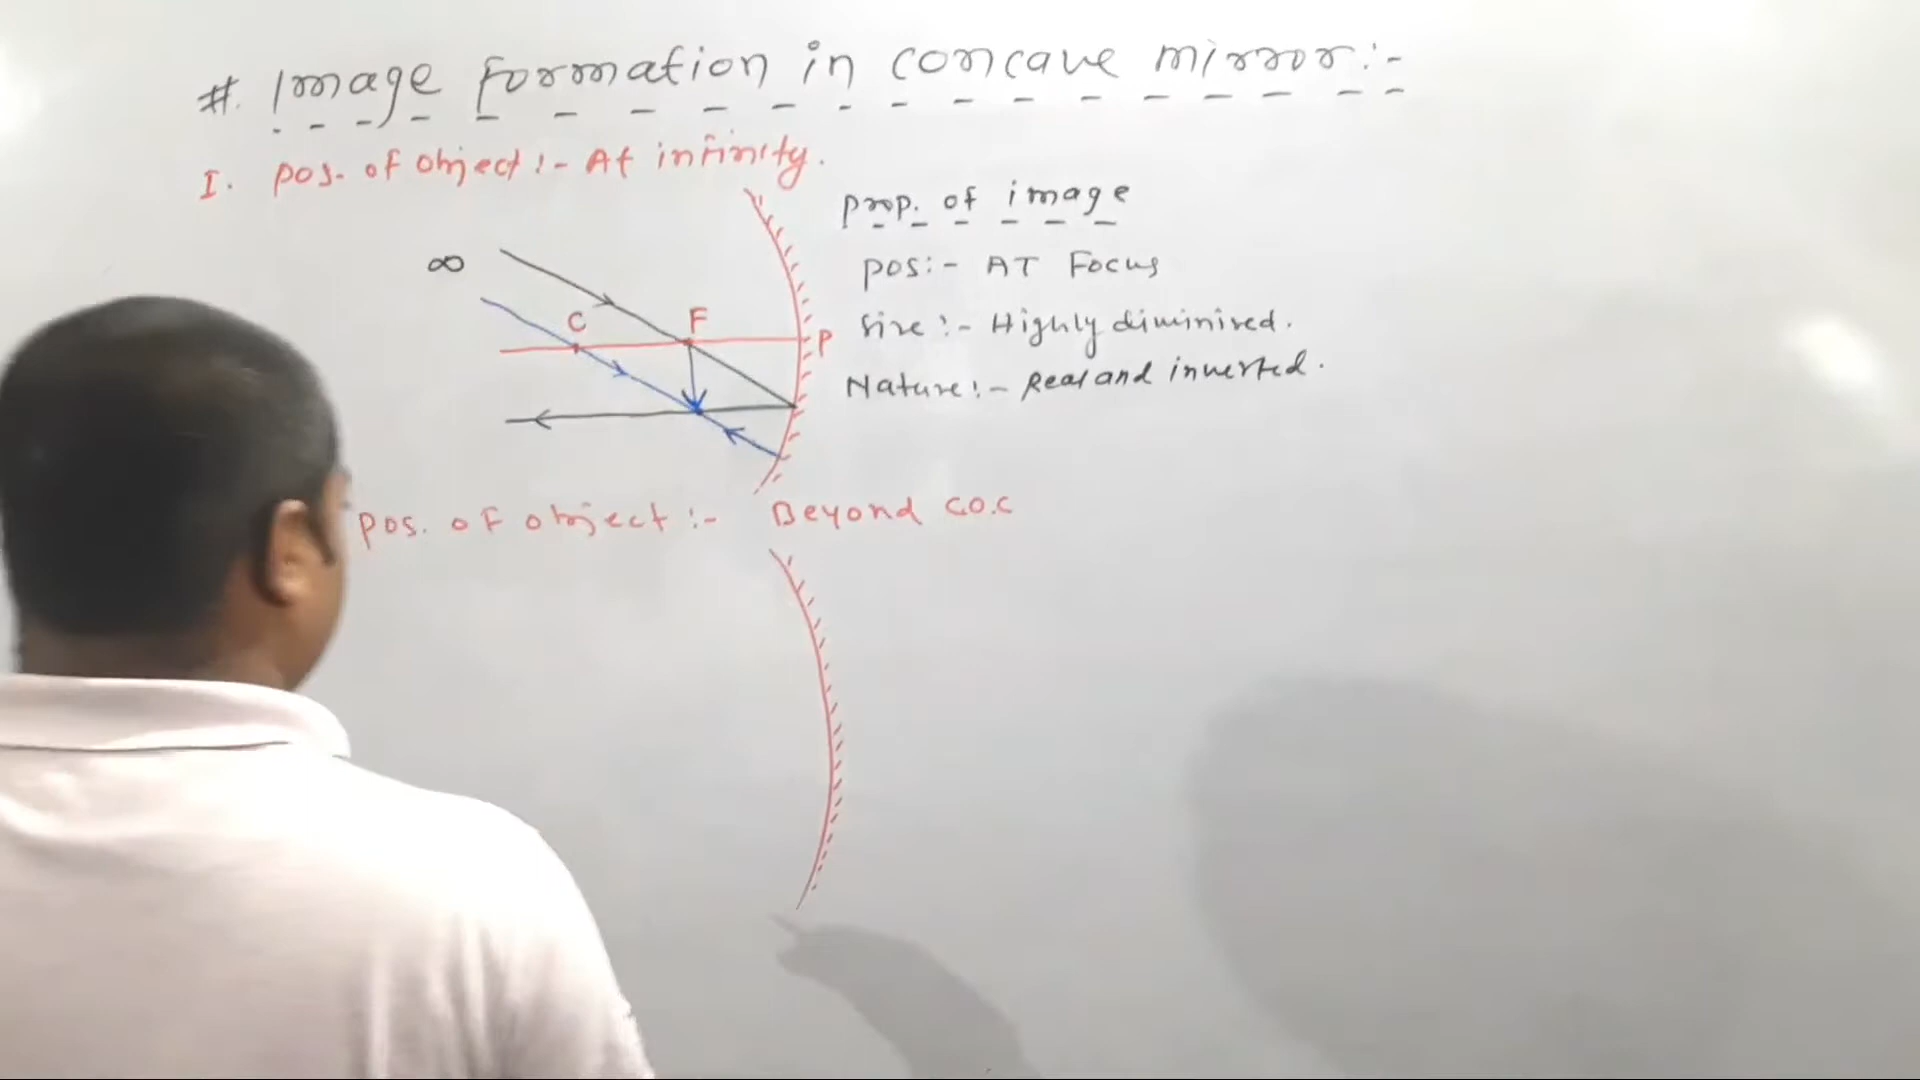 #. Image formation in concave mirror:-
I. pos. of object :- At infinity.
prop. of image
∞
pos:- AT Focus
C
F
P
size :- Highly diminised.
Nature :- Real and inverted.
pos. OF object :- Beyond C.O.C